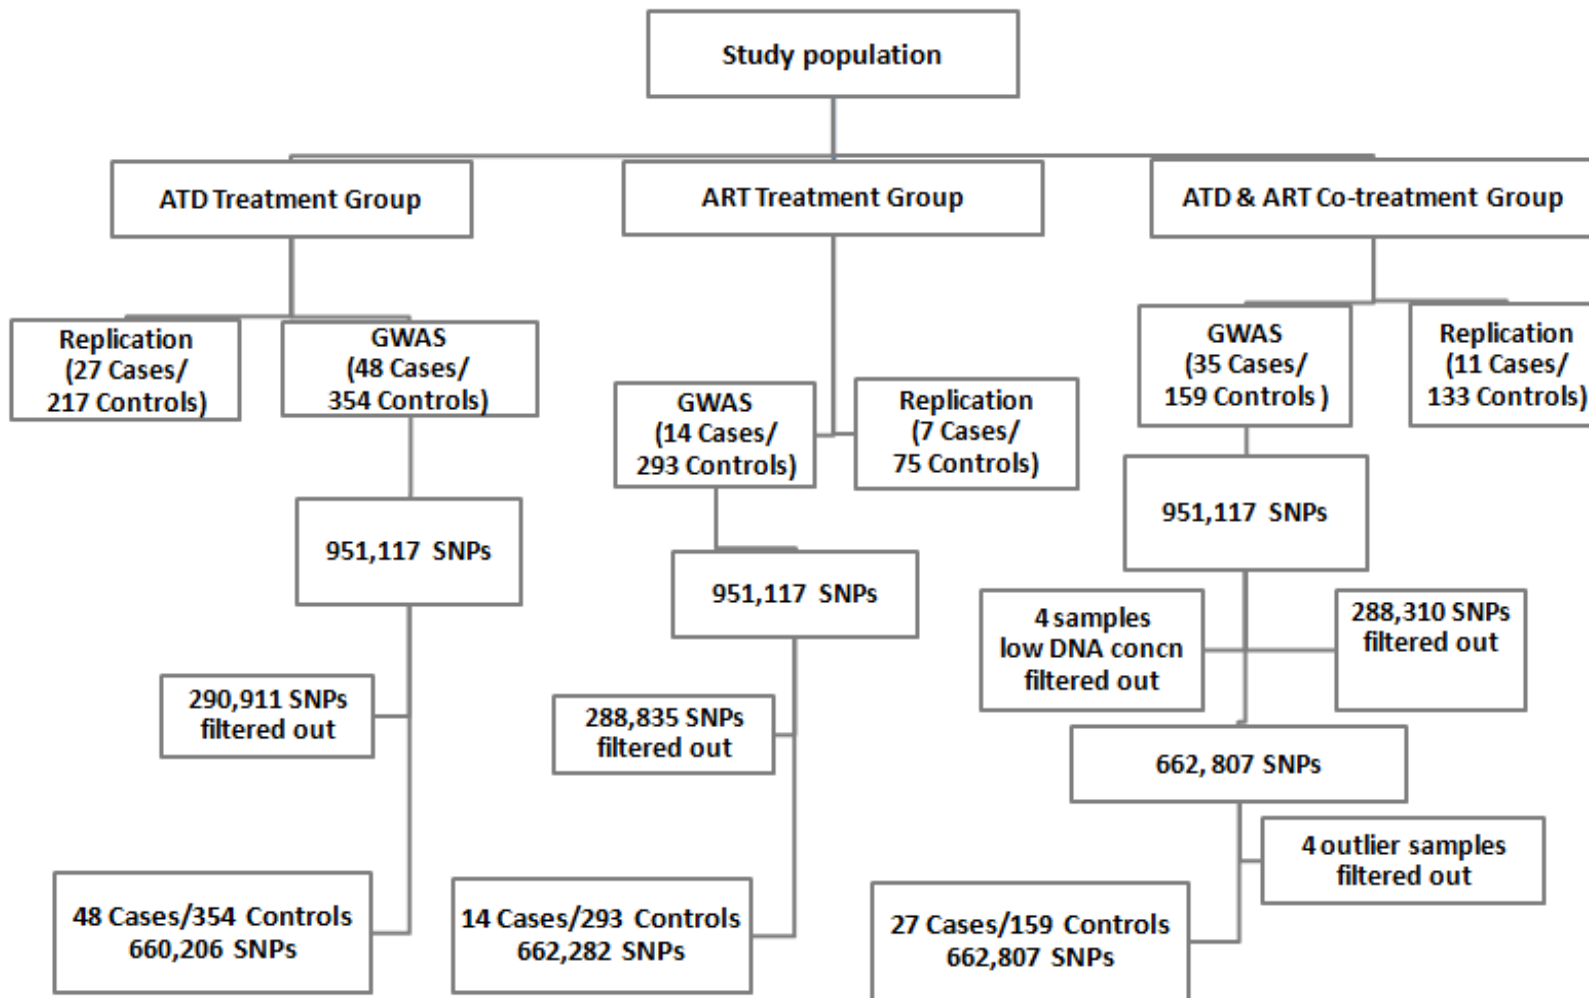 Study population
ATD Treatment Group
ART Treatment Group
ATD & ART Co-treatment Group
Replication
(27 Cases/
217 Controls)
GWAS
(48 Cases/
354 Controls)
GWAS
(14 Cases/
293 Controls)
Replication
(7 Cases/
75 Controls)
GWAS
(35 Cases/
159 Controls )
Replication
(11 Cases/
133 Controls)
951,117 SNPs
951,117 SNPs
951,117 SNPs
290,911 SNPs
filtered out
288,835 SNPs
filtered out
4 samples
low DNA concn
filtered out
288,310 SNPs
filtered out
662, 807 SNPs
4 outlier samples
filtered out
48 Cases/354 Controls
660,206 SNPs
14 Cases/293 Controls
662,282 SNPs
27 Cases/159 Controls
662,807 SNPs